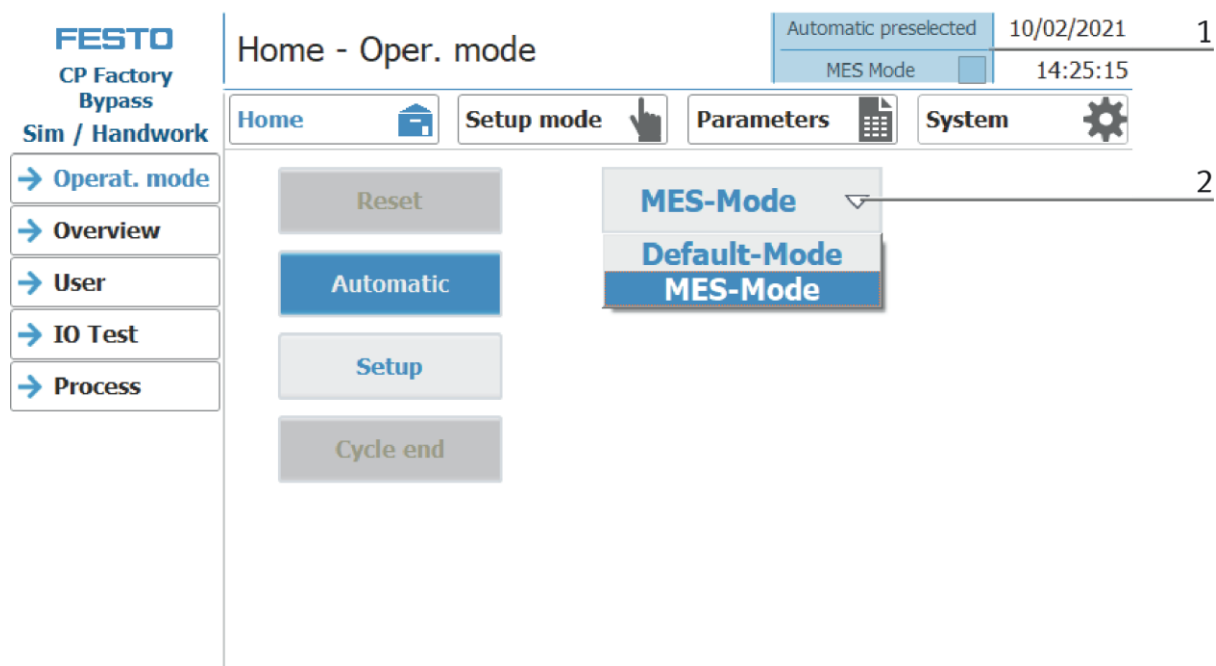 FESTO
CP Factory
Bypass
Sim / Handwork
Home - Oper. mode
Automatic preselected
MES Mode
10/02/2021
14:25:15
1
Home
Setup mode
Parameters
System
Operat. mode
Overview
User
IO Test
Process
Reset
Automatic
Setup
Cycle end
MES-Mode
2
Default-Mode
MES-Mode